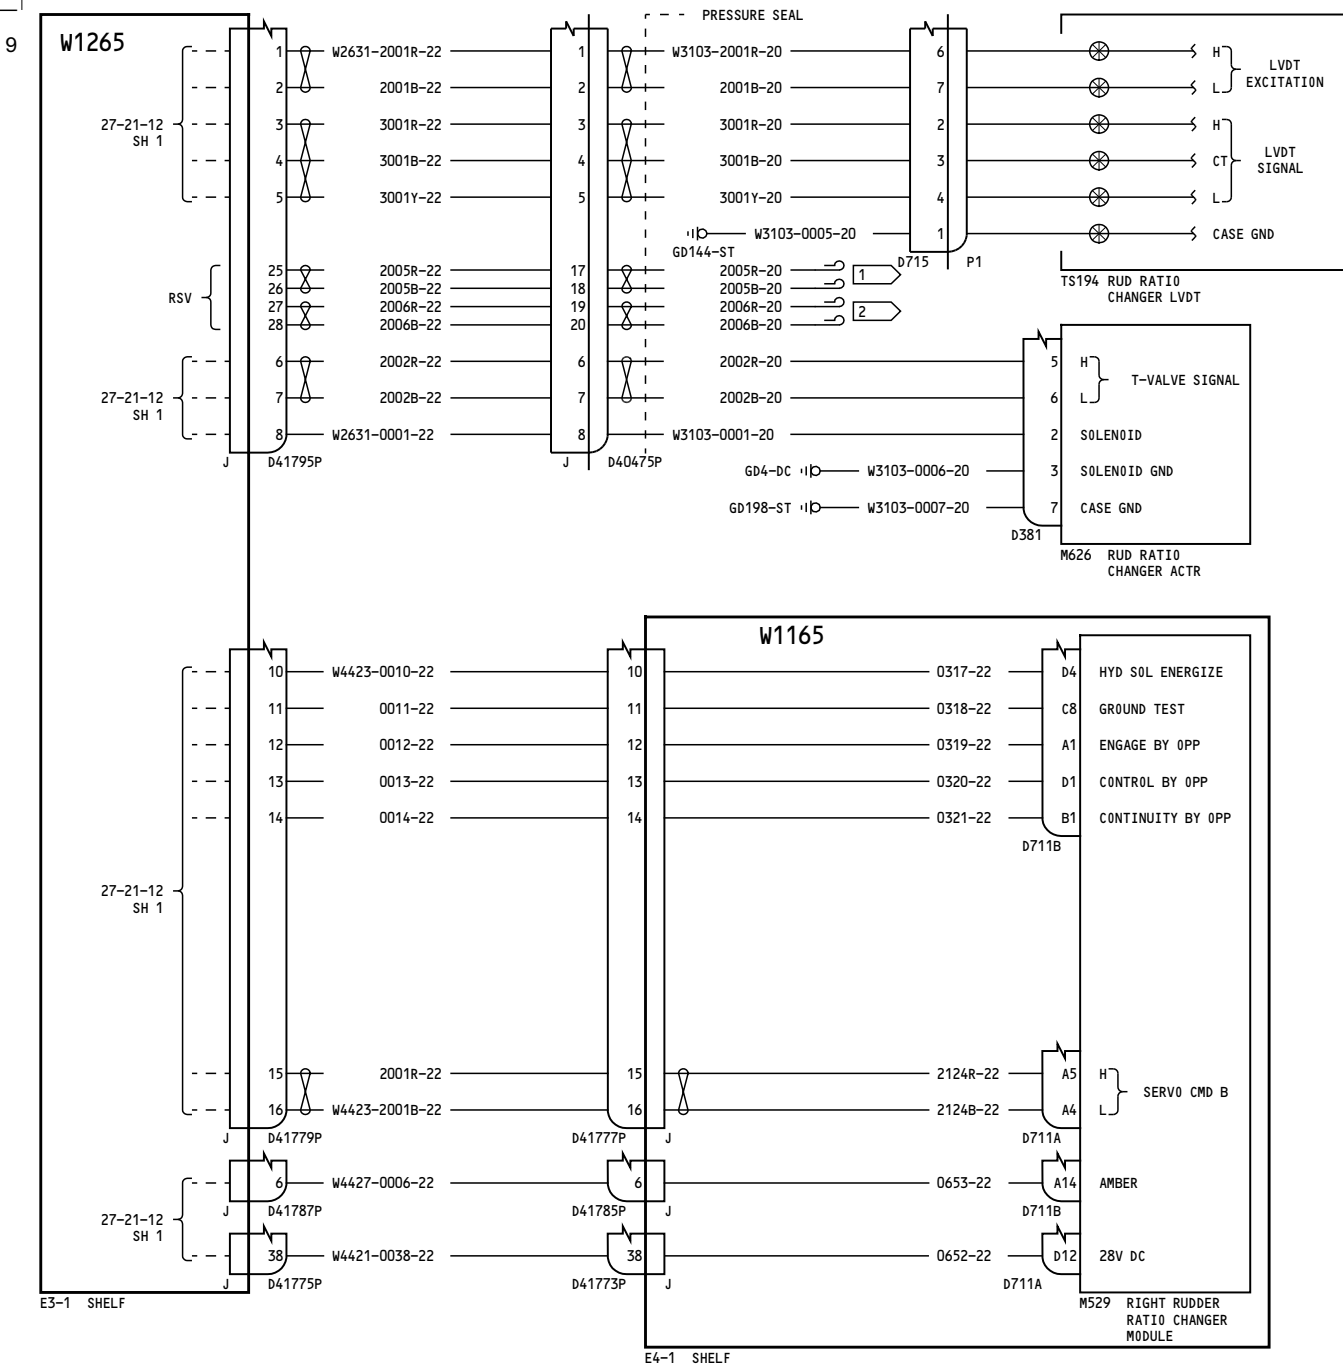 PRESSURE SEAL
9
W1265
1 W2631-2001R-22 1 W3103-2001R-20 6 H
2 2001B-22 2 2001B-20 7 L
LVDT
EXCITATION
3 3001R-22 3 3001R-20 2 H
27-21-12
SH 1
4 3001B-22 4 3001B-20 3 CT
LVDT
SIGNAL
5 3001Y-22 5 3001Y-20 4 L
W3103-0005-20 1 CASE GND
GD144-ST
D715 P1
25 2005R-22 17 2005R-20
1
26 2005B-22 18 2005B-20
TS194 RUD RATIO
CHANGER LVDT
RSV
27 2006R-22 19 2006R-20
2
28 2006B-22 20 2006B-20
6 2002R-22 6 2002R-20 5 H
T-VALVE SIGNAL
7 2002B-22 7 2002B-20 6 L
27-21-12
SH 1
8 W2631-0001-22 8 W3103-0001-20 2 SOLENOID
J D41795P J D40475P
GD4-DC W3103-0006-20 3 SOLENOID GND
GD198-ST W3103-0007-20 7 CASE GND
D381
M626 RUD RATIO
CHANGER ACTR
W1165
10 W4423-0010-22 10 0317-22 D4 HYD SOL ENERGIZE
11 0011-22 11 0318-22 C8 GROUND TEST
12 0012-22 12 0319-22 A1 ENGAGE BY OPP
13 0013-22 13 0320-22 D1 CONTROL BY OPP
14 0014-22 14 0321-22 B1 CONTINUITY BY OPP
D711B
27-21-12
SH 1
15 2001R-22 15 2124R-22 A5 H
SERVO CMD B
16 W4423-2001B-22 16 2124B-22 A4 L
J D41779P D41777P J D711A
6 W4427-0006-22 6 0653-22 A14 AMBER
J D41787P D41785P J D711B
27-21-12
SH 1
38 W4421-0038-22 38 0652-22 D12 28V DC
J D41775P D41773P J D711A
E3-1 SHELF
M529 RIGHT RUDDER
RATIO CHANGER
MODULE
E4-1 SHELF